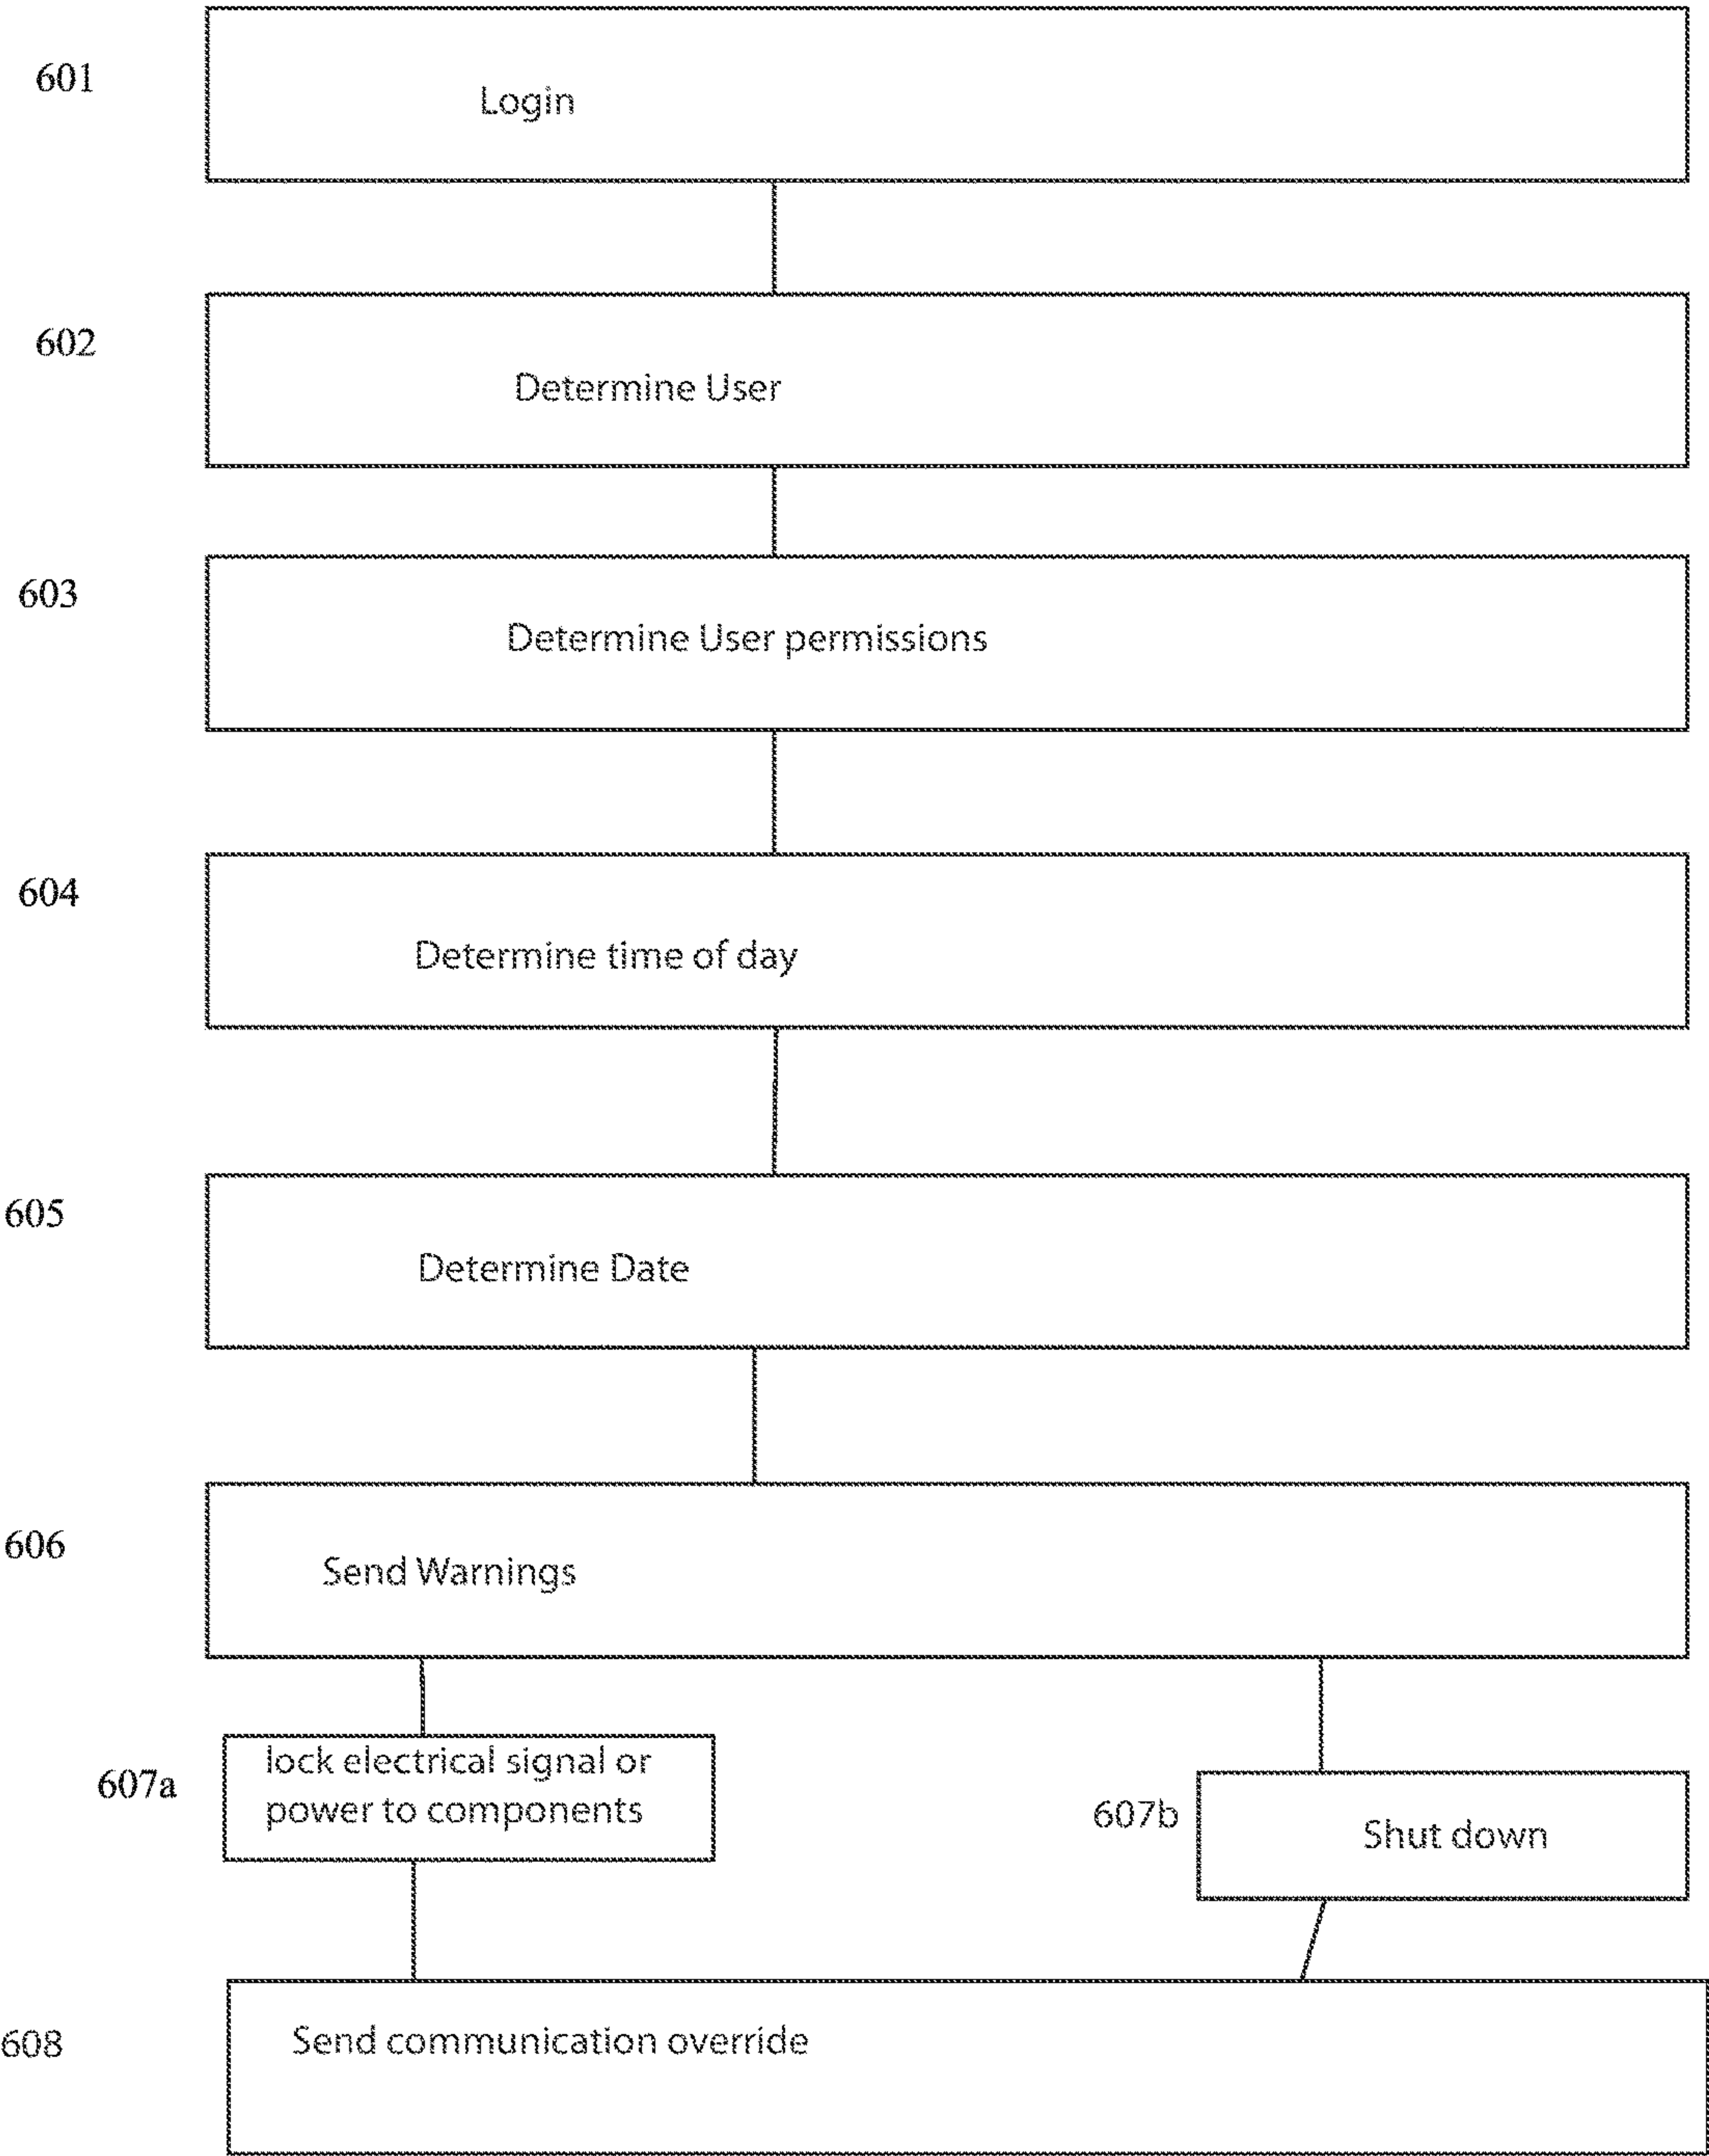 601
Login
602
Determine User
603
Determine User permissions
604
Determine time of day
605
Determine Date
606
Send Warnings
607a
lock electrical signal or
power to components
607b
Shut down
608
Send communication override